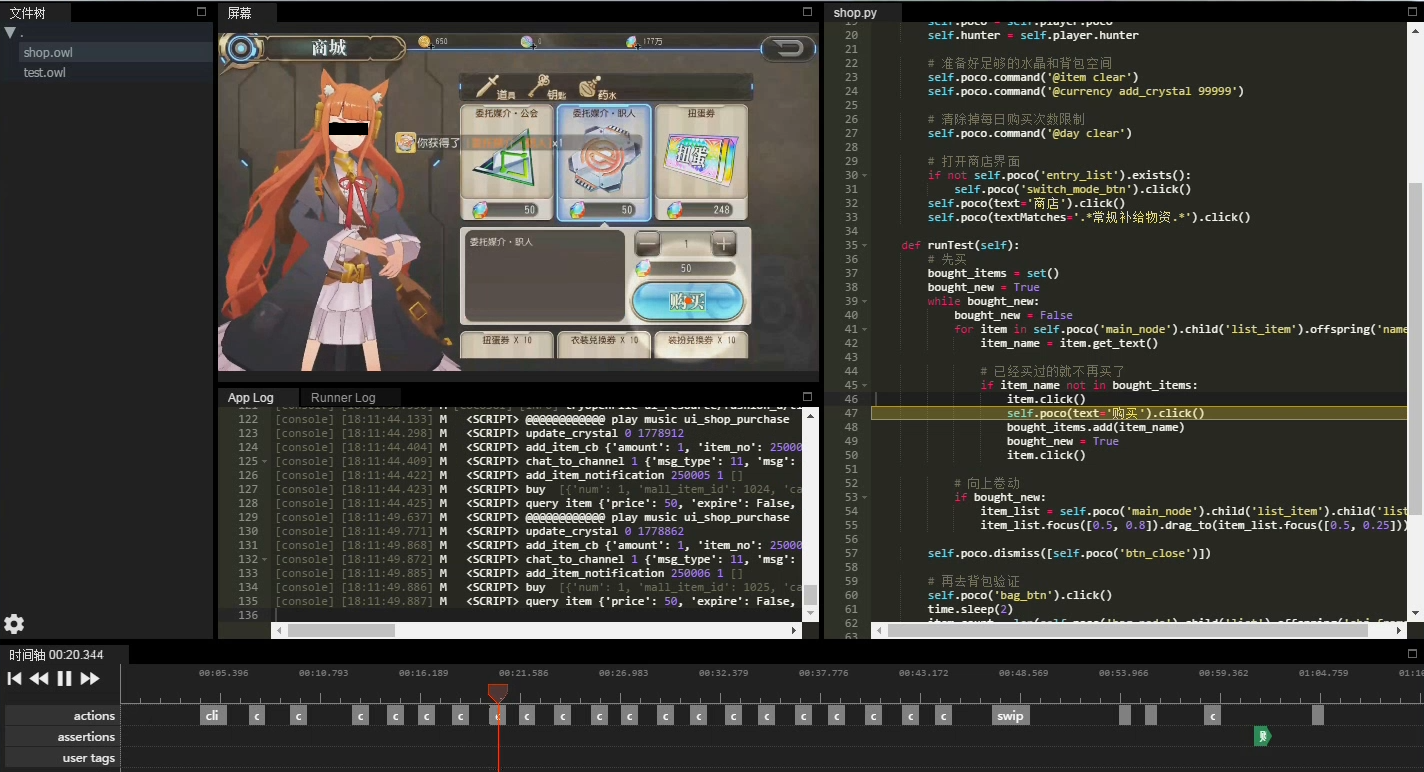 文件树
.
shop.owl
test.owl
屏幕
商城
650
0
177万
道具
钥匙
药水
委托媒介·公会
委托媒介·职人
扭蛋券
你获得了
x1
扭蛋
50
50
248
委托媒介·职人
1
50
购买
扭蛋券 X 10
衣装兑换券 X 10
装扮兑换券 X 10
App Log
Runner Log
122 [console] [18:11:44.133] M <SCRIPT> @@@@@@@@@@@@ play music ui_shop_purchase
123 [console] [18:11:44.233] M <SCRIPT> update_crystal 0 1778912
124 [console] [18:11:44.404] M <SCRIPT> add_item_cb {'amount': 1, 'item_no': 25000
125 [console] [18:11:44.409] M <SCRIPT> chat_to_channel 1 {'msg_type': 11, 'msg':
126 [console] [18:11:44.422] M <SCRIPT> add_item_notification 250005 1 []
127 [console] [18:11:44.423] M <SCRIPT> buy [{'num': 1, 'mall_item_id': 1024, 'ca
128 [console] [18:11:44.425] M <SCRIPT> query item {'price': 50, 'expire': False,
129 [console] [18:11:49.637] M <SCRIPT> @@@@@@@@@@@@ play music ui_shop_purchase
130 [console] [18:11:49.771] M <SCRIPT> update_crystal 0 1778862
131 [console] [18:11:49.868] M <SCRIPT> add_item_cb {'amount': 1, 'item_no': 25000
132 [console] [18:11:49.872] M <SCRIPT> chat_to_channel 1 {'msg_type': 11, 'msg':
133 [console] [18:11:49.885] M <SCRIPT> add_item_notification 250006 1 []
134 [console] [18:11:49.886] M <SCRIPT> buy [{'num': 1, 'mall_item_id': 1025, 'ca
135 [console] [18:11:49.887] M <SCRIPT> query item {'price': 50, 'expire': False,
136
shop.py
19 self.poco = self.player.poco
20 self.hunter = self.player.hunter
21
22 # 准备好足够的水晶和背包空间
23 self.poco.command('@item clear')
24 self.poco.command('@currency add_crystal 99999')
25
26 # 清除掉每日购买次数限制
27 self.poco.command('@day clear')
28
29 # 打开商店界面
30 if not self.poco('entry_list').exists():
31 self.poco('switch_mode_btn').click()
32 self.poco(text='商店').click()
33 self.poco(textMatches='.*常规补给物资.*').click()
34
35 def runTest(self):
36 # 先买
37 bought_items = set()
38 bought_new = True
39 while bought_new:
40 bought_new = False
41 for item in self.poco('main_node').child('list_item').offspring('name
42 item_name = item.get_text()
43
44 # 已经买过的就不再买了
45 if item_name not in bought_items:
46 item.click()
47 self.poco(text='购买').click()
48 bought_items.add(item_name)
49 bought_new = True
50 item.click()
51
52 # 向上卷动
53 if bought_new:
54 item_list = self.poco('main_node').child('list_item').child('list
55 item_list.focus([0.5, 0.8]).drag_to(item_list.focus([0.5, 0.25]))
56
57 self.poco.dismiss([self.poco('btn_close')])
58
59 # 再去背包验证
60 self.poco('bag_btn').click()
61 time.sleep(2)
62
63
时间轴 00:20.344
00:05.396 00:10.793 00:16.189 00:21.586 00:26.983 00:32.379 00:37.776 00:43.172 00:48.569 00:53.966 00:59.362 01:04.759 01:10
actions cli c c c c c c c c c c c c c c c c c c c c swip c
assertions
user tags